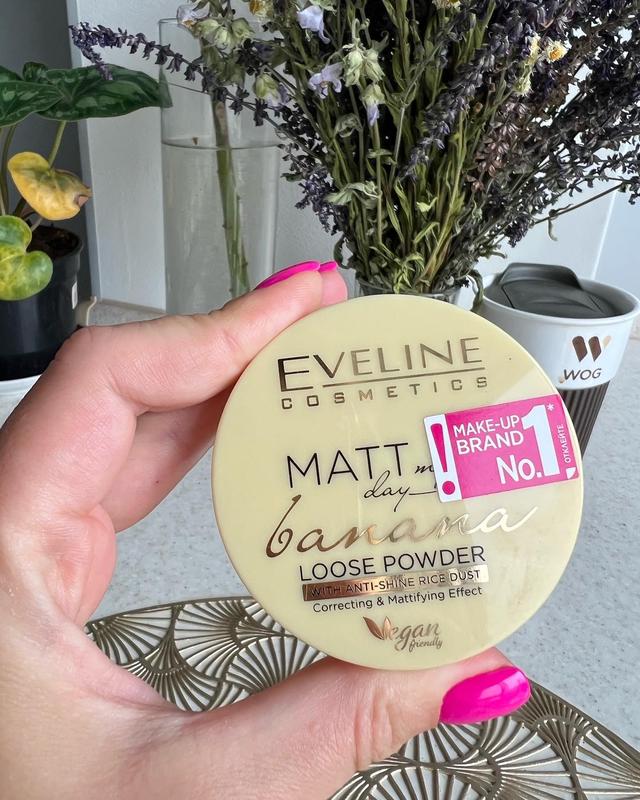 EVELINE
COSMETICS
MATT
day
banana
LOOSE POWDER
WITH ANTI-SHINE RICE DUST
Correcting & Mattifying Effect
Vegan
friendly
!
MAKE-UP
BRAND
No.1*
ОТКЛЕЙТЕ
WOG